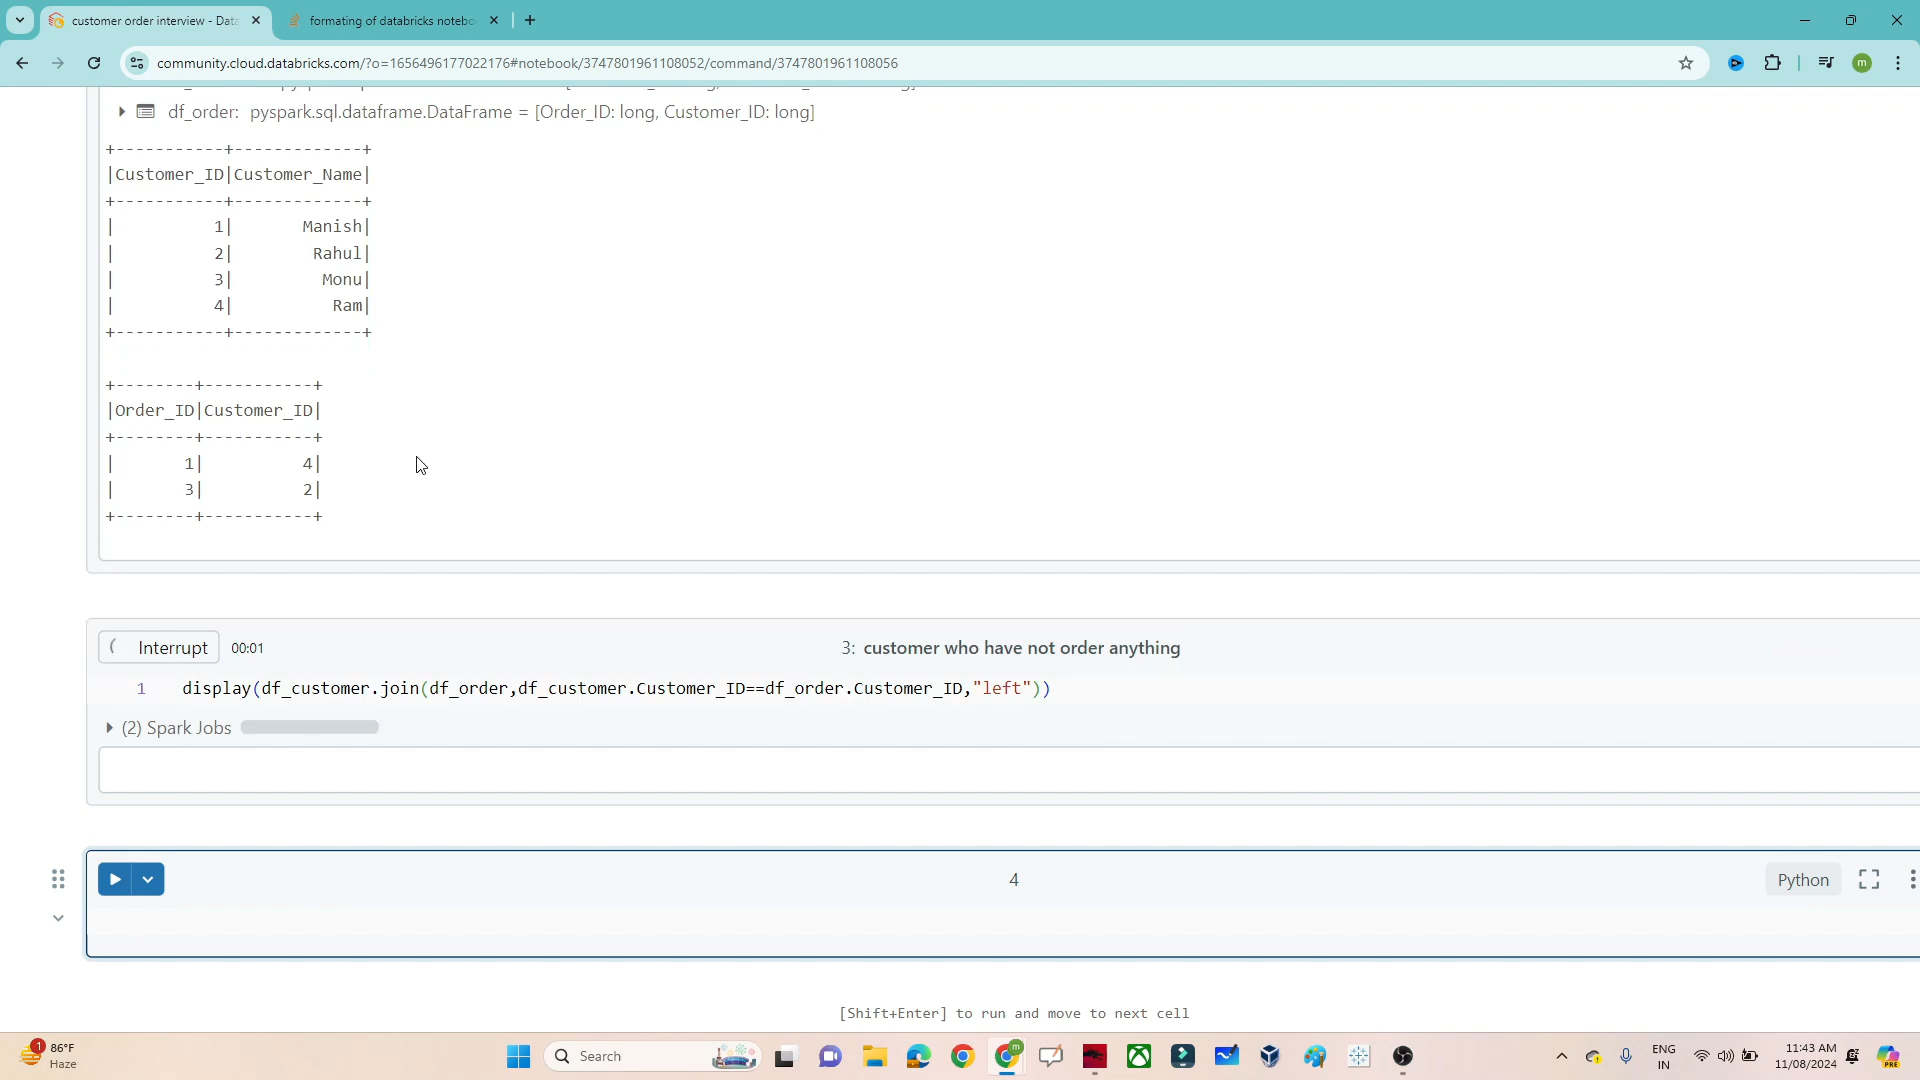 customer order interview - Data
formating of databricks notebo
community.cloud.databricks.com/?o=1656496177022176#notebook/3747801961108052/command/3747801961108056
m
df_order: pyspark.sql.dataframe.DataFrame = [Order_ID: long, Customer_ID: long]
+-----------+-------------+
|Customer_ID|Customer_Name|
+-----------+-------------+
|          1|       Manish|
|          2|        Rahul|
|          3|         Monu|
|          4|          Ram|
+-----------+-------------+
+--------+-----------+
|Order_ID|Customer_ID|
+--------+-----------+
|       1|          4|
|       3|          2|
+--------+-----------+
Interrupt 00:01 3: customer who have not order anything
1 display(df_customer.join(df_order,df_customer.Customer_ID==df_order.Customer_ID,"left"))
(2) Spark Jobs
4 Python
[Shift+Enter] to run and move to next cell
1 86°F
Haze
Search
m
ENG
IN
11:43 AM
11/08/2024
PRE